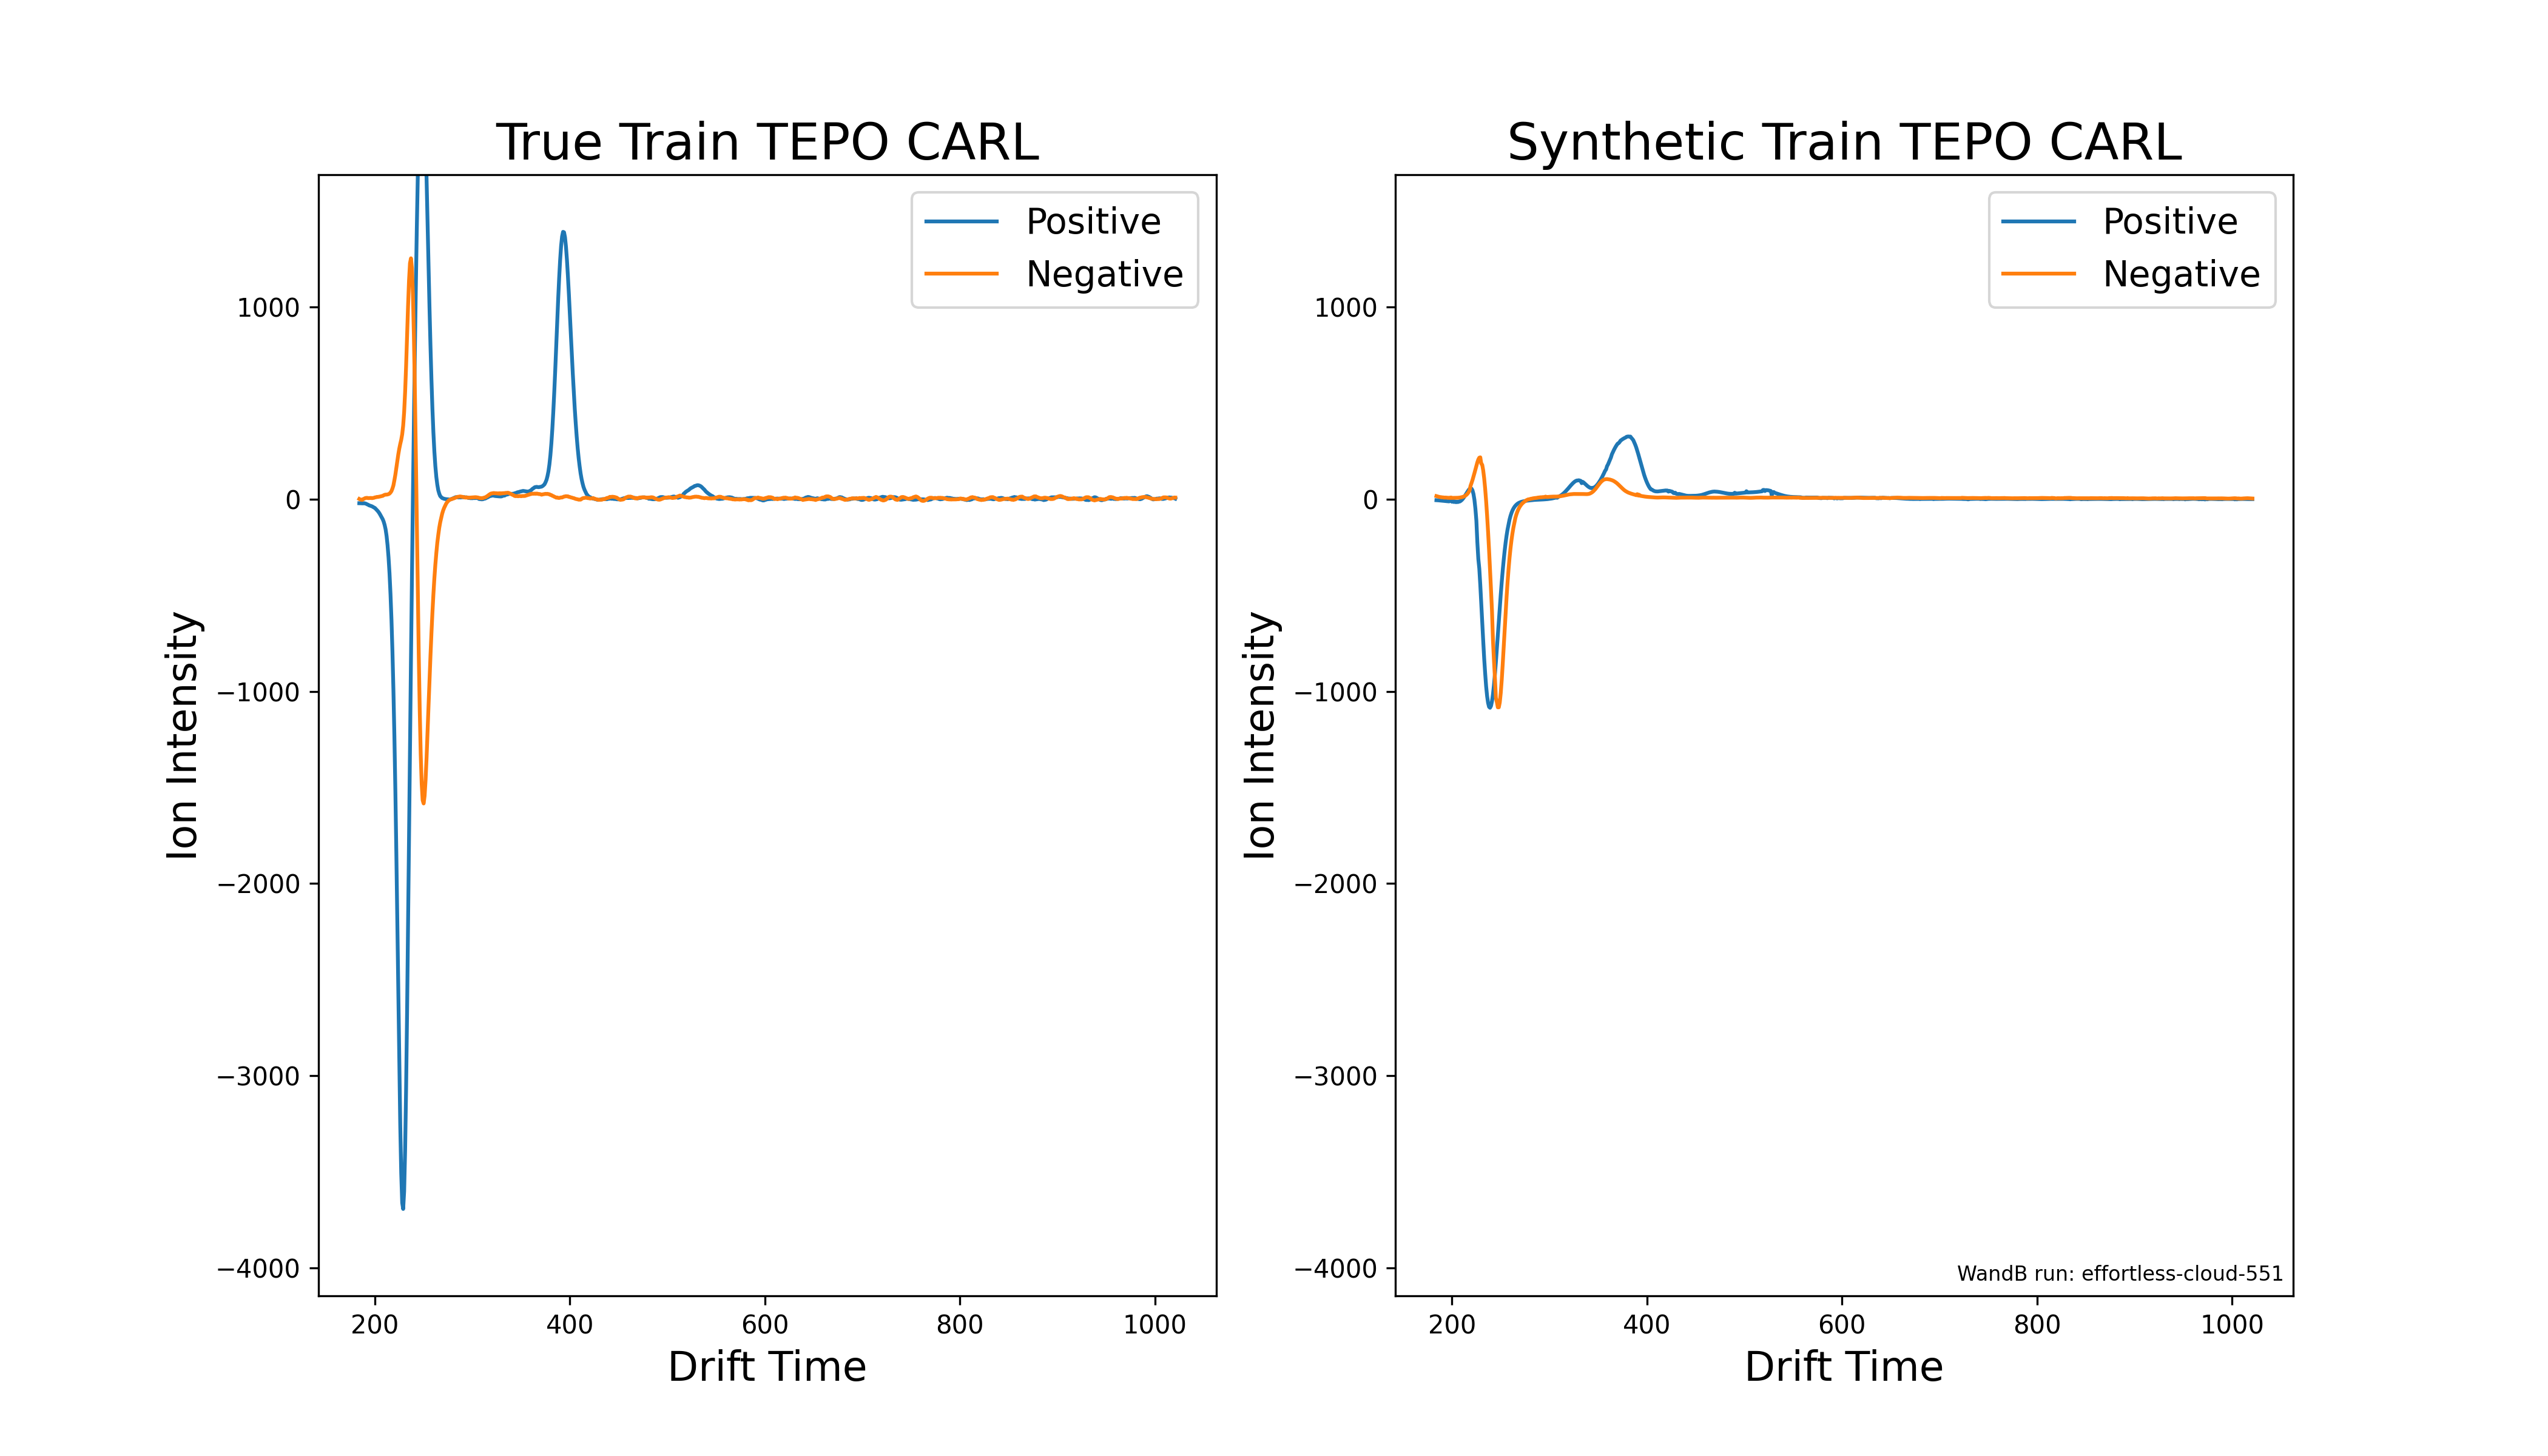 True Train TEPO CARL
Positive
Negative
1000
0
−1000
−2000
−3000
−4000
Ion Intensity
200
400
600
800
1000
Drift Time
Synthetic Train TEPO CARL
Positive
Negative
1000
0
−1000
−2000
−3000
−4000
Ion Intensity
WandB run: effortless-cloud-551
200
400
600
800
1000
Drift Time